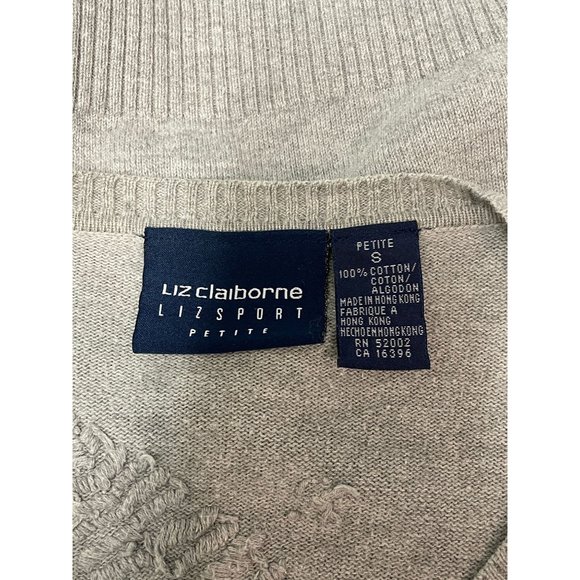 Liz claiborne
LIZSPORT
PETITE
PETITE
S
100% COTTON/
COTON/
ALGODON
MADE IN HONG KONG
FABRIQUE A
HONG KONG
HECHO EN HONG KONG
RN 52002
CA 16396